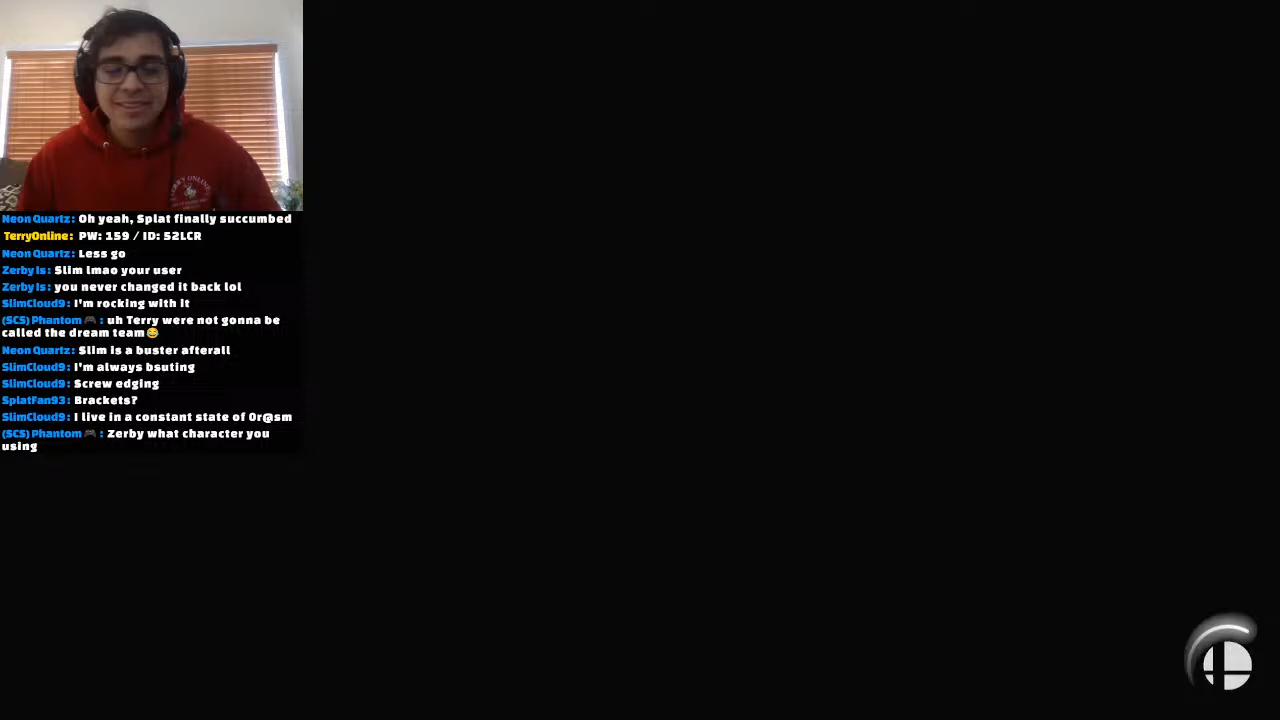 TERRY ONLINE
Neon Quartz: Oh yeah, Splat finally succumbed
TerryOnline: PW: 159 / ID: 52LCR
Neon Quartz: Less go
Zerby Is: Slim lmao your user
Zerby Is: you never changed it back lol
SlimCloud9: I'm rocking with it
(SCS) Phantom🎮: uh Terry were not gonna be
called the dream team😂
Neon Quartz: Slim is a buster afterall
SlimCloud9: I'm always bsuting
SlimCloud9: Screw edging
SplatFan93: Brackets?
SlimCloud9: I live in a constant state of Or@sm
(SCS) Phantom🎮: Zerby what character you
using